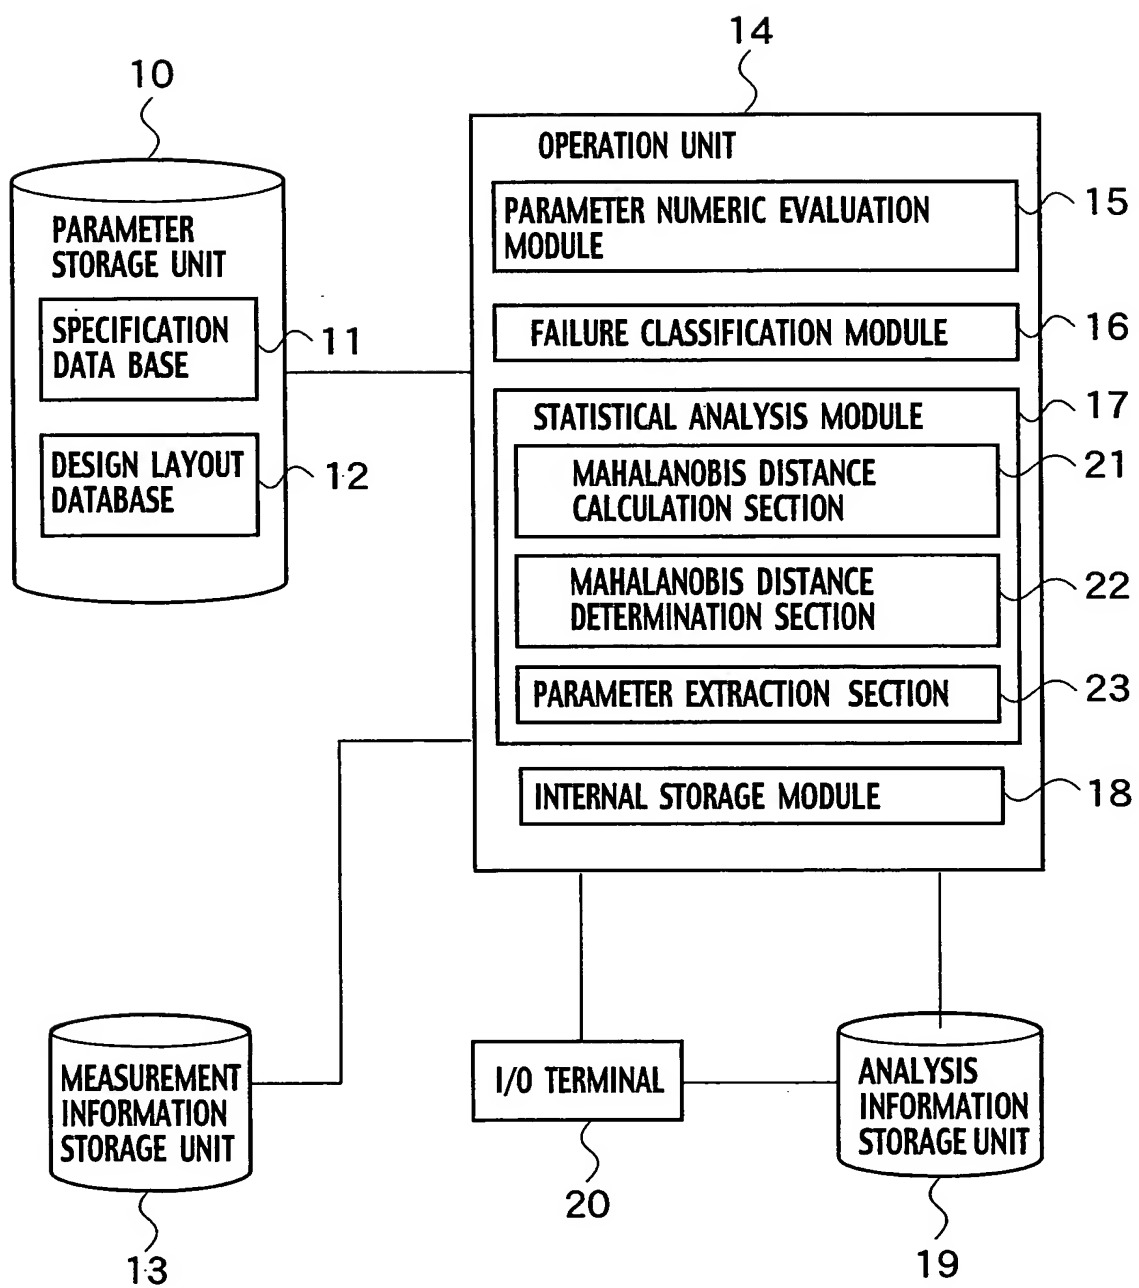 14
10
OPERATION UNIT
PARAMETER NUMERIC EVALUATION
MODULE
15
PARAMETER
STORAGE UNIT
SPECIFICATION
DATA BASE
11
FAILURE CLASSIFICATION MODULE
16
STATISTICAL ANALYSIS MODULE
17
DESIGN LAYOUT
DATABASE
12
MAHALANOBIS DISTANCE
CALCULATION SECTION
21
MAHALANOBIS DISTANCE
DETERMINATION SECTION
22
PARAMETER EXTRACTION SECTION
23
INTERNAL STORAGE MODULE
18
MEASUREMENT
INFORMATION
STORAGE UNIT
13
I/O TERMINAL
20
ANALYSIS
INFORMATION
STORAGE UNIT
19